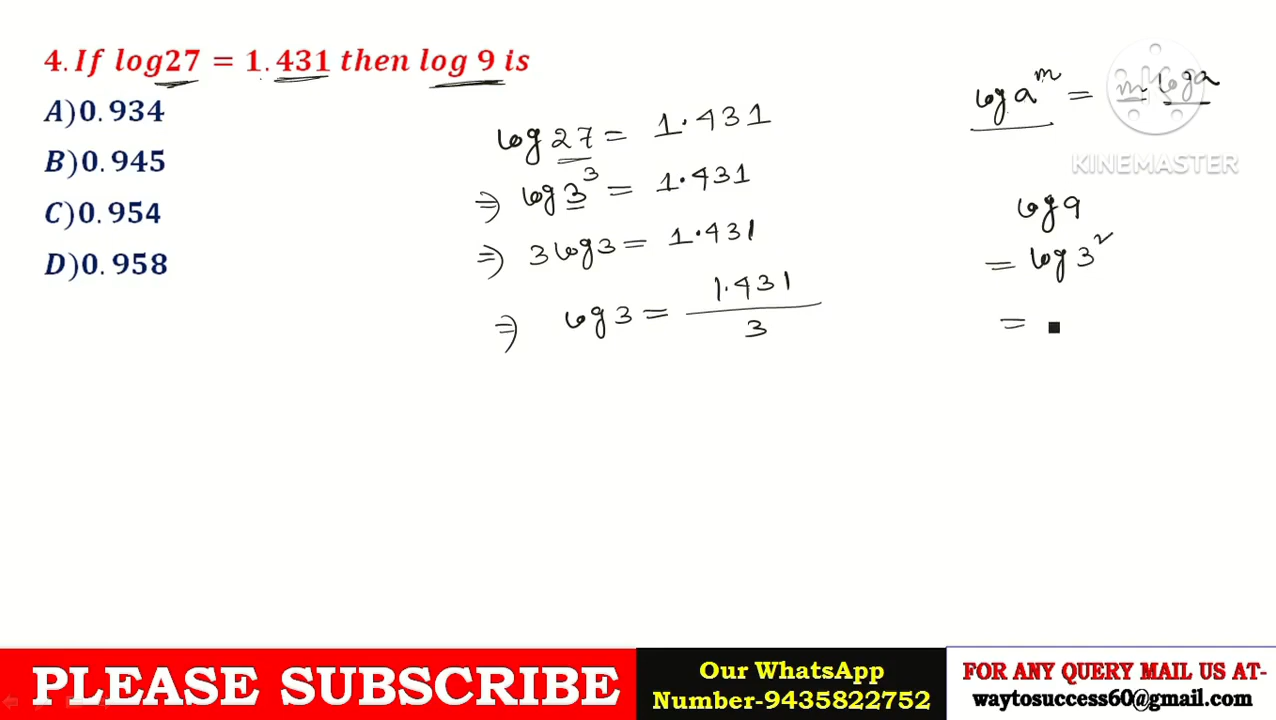 4. If log27 = 1.431 then log 9 is
A)0.934
B)0.945
C)0.954
D)0.958
log 27 = 1.431
⇒ log 3³ = 1.431
⇒ 3 log 3 = 1.431
⇒ log 3 = 1.431/3
log aᵐ = m log a
KINEMASTER
log 9
= log 3²
=
PLEASE SUBSCRIBE
Our WhatsApp
Number-9435822752
FOR ANY QUERY MAIL US AT-
waytosuccess60@gmail.com